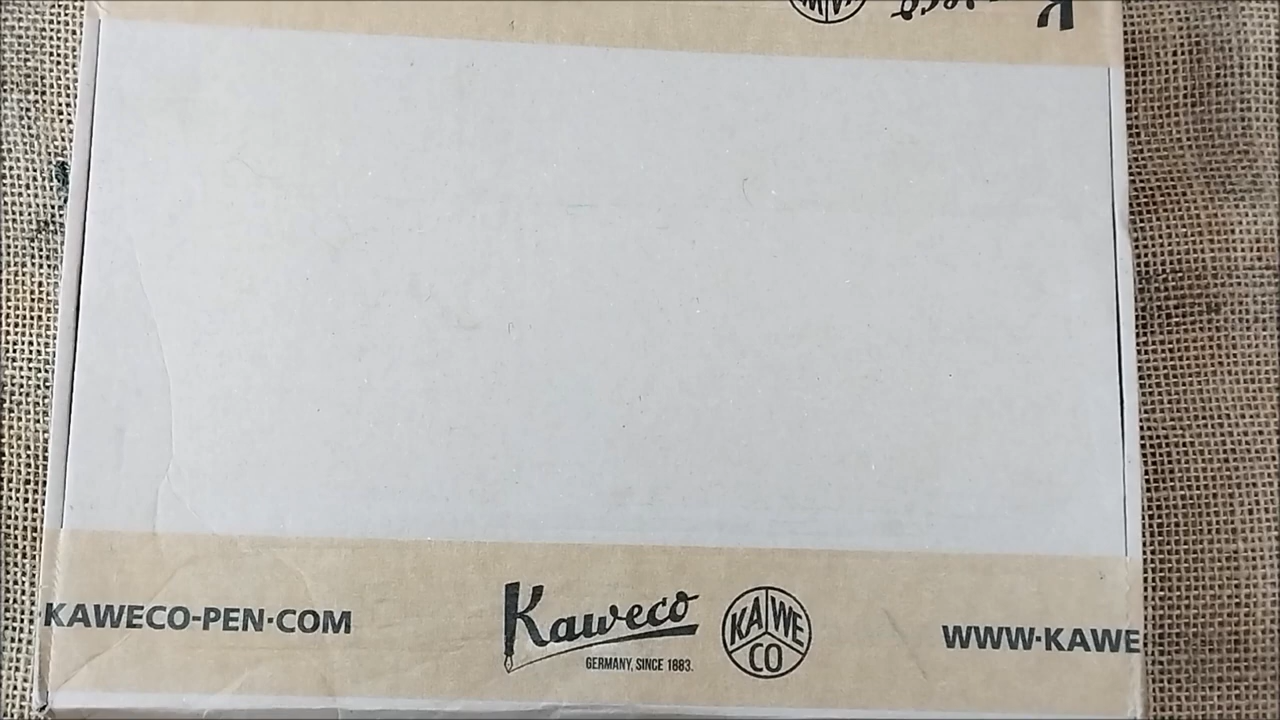 KAWECO-PEN·COM
Kaweco
GERMANY, SINCE 1883.
KA WE
CO
WWW·KAWE